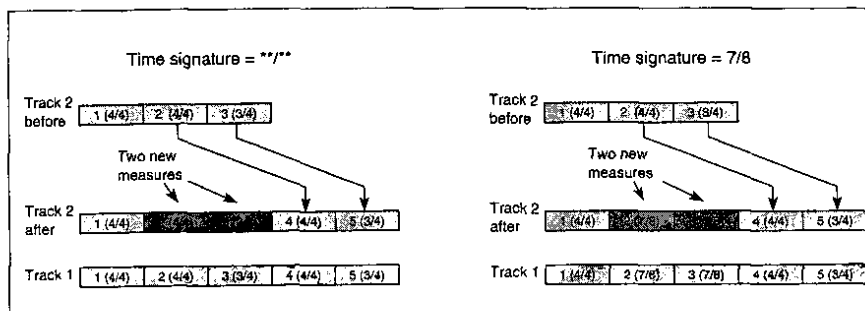 Time signature = **/**
Track 2 before
1 (4/4) 2 (4/4) 3 (3/4)
Two new measures
Track 2 after
1 (4/4) 4 (4/4) 5 (3/4)
Track 1
1 (4/4) 2 (4/4) 3 (3/4) 4 (4/4) 5 (3/4)
Time signature = 7/8
Track 2 before
1 (4/4) 2 (4/4) 3 (3/4)
Two new measures
Track 2 after
1 (4/4) 4 (4/4) 5 (3/4)
Track 1
1 (4/4) 2 (7/8) 3 (7/8) 4 (4/4) 5 (3/4)